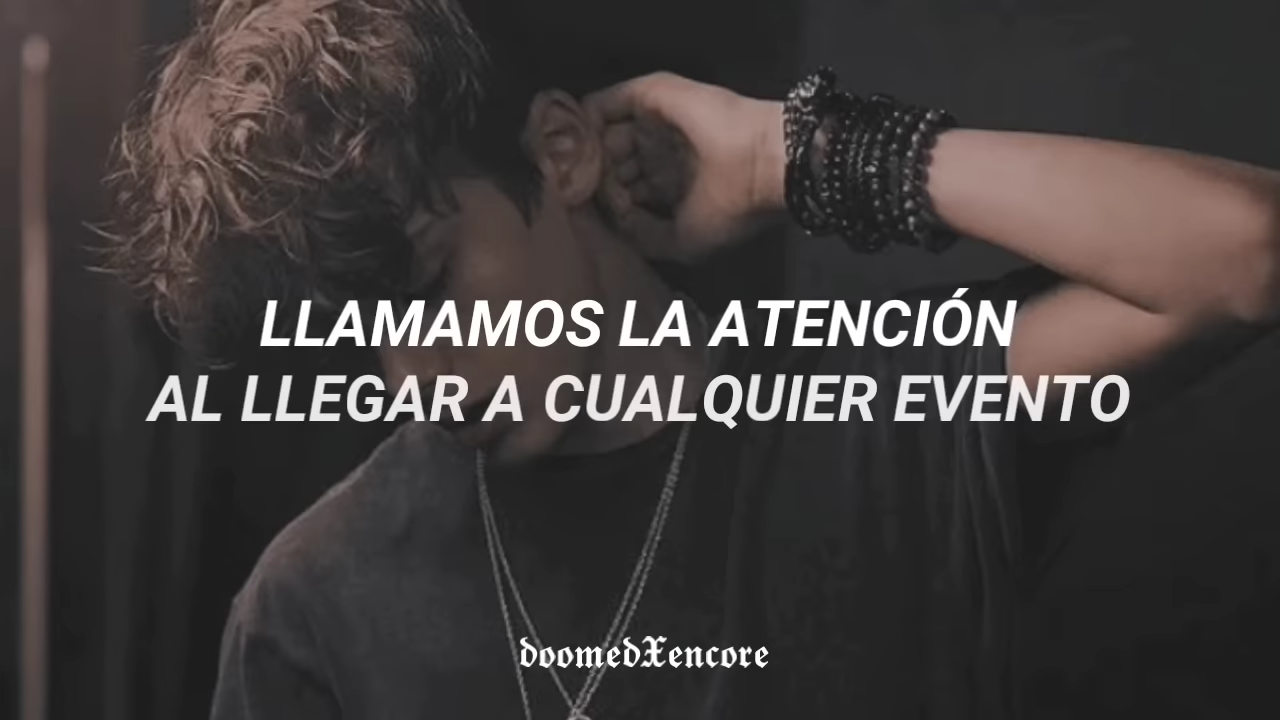 LLAMAMOS LA ATENCIÓN
AL LLEGAR A CUALQUIER EVENTO
doomedXencore